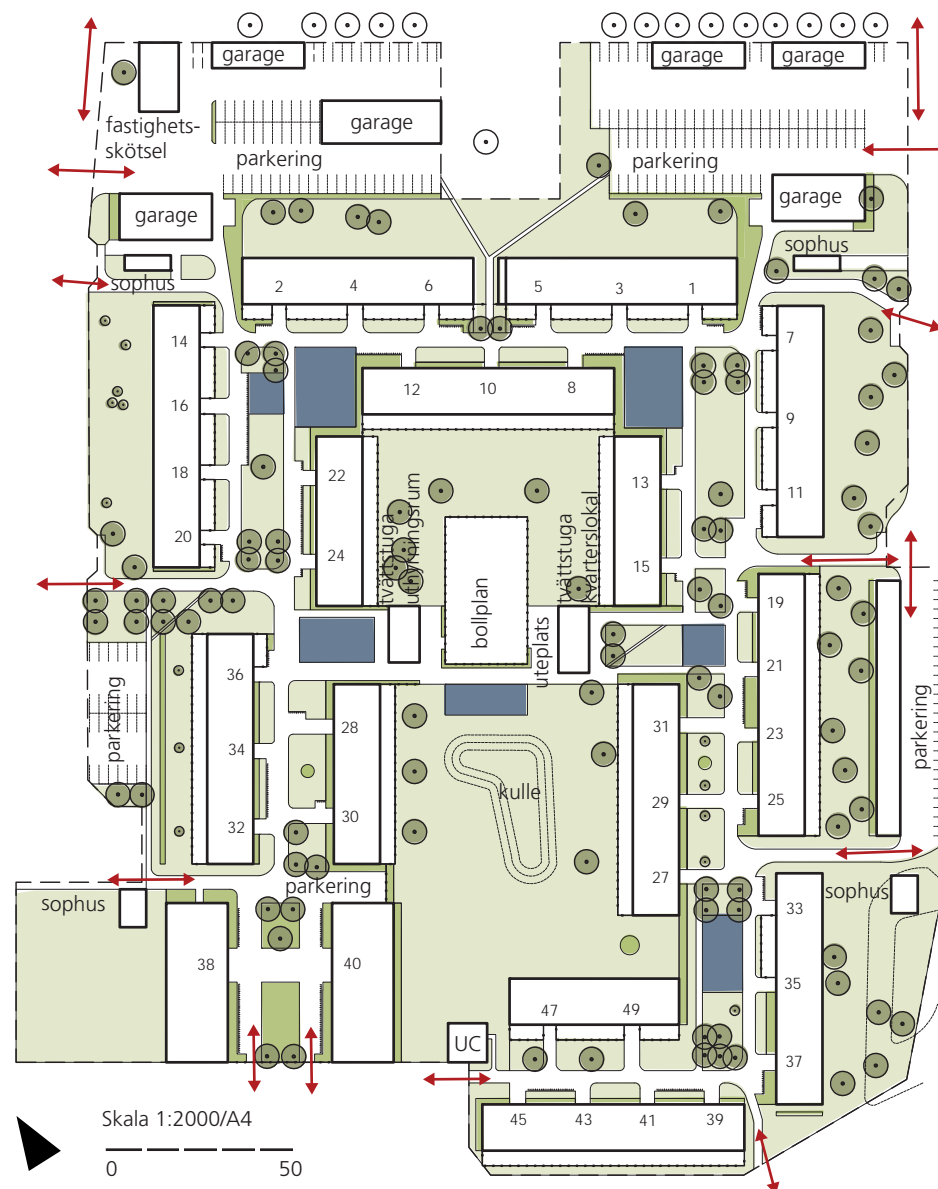 garage
garage
garage
garage
fastighets-
skötsel
parkering
parkering
garage
garage
sophus
sophus
2
4
6
5
3
1
14
7
12
10
8
16
9
18
22
13
11
20
24
15
tvättstuga
uthyrningsrum
tvättstuga
kvarterslokal
bollplan
uteplats
19
36
21
28
31
parkering
34
23
parkering
kulle
29
25
32
30
27
parkering
sophus
sophus
33
38
40
35
47
49
UC
37
45
43
41
39
Skala 1:2000/A4
0
50